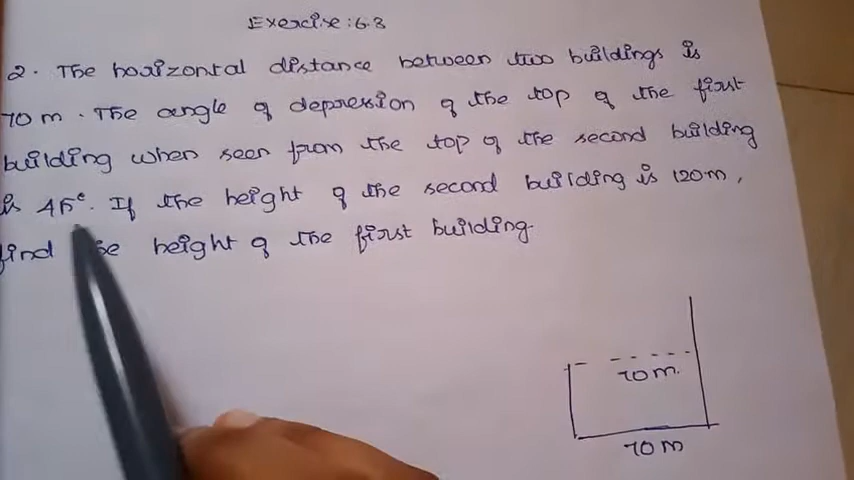 Exercise: 6.3
2. The horizontal distance between two buildings is
70 m. The angle of depression of the top of the first
building when seen from the top of the second building
is 45°. If the height of the second building is 120m,
find the height of the first building.
70m.
70 m